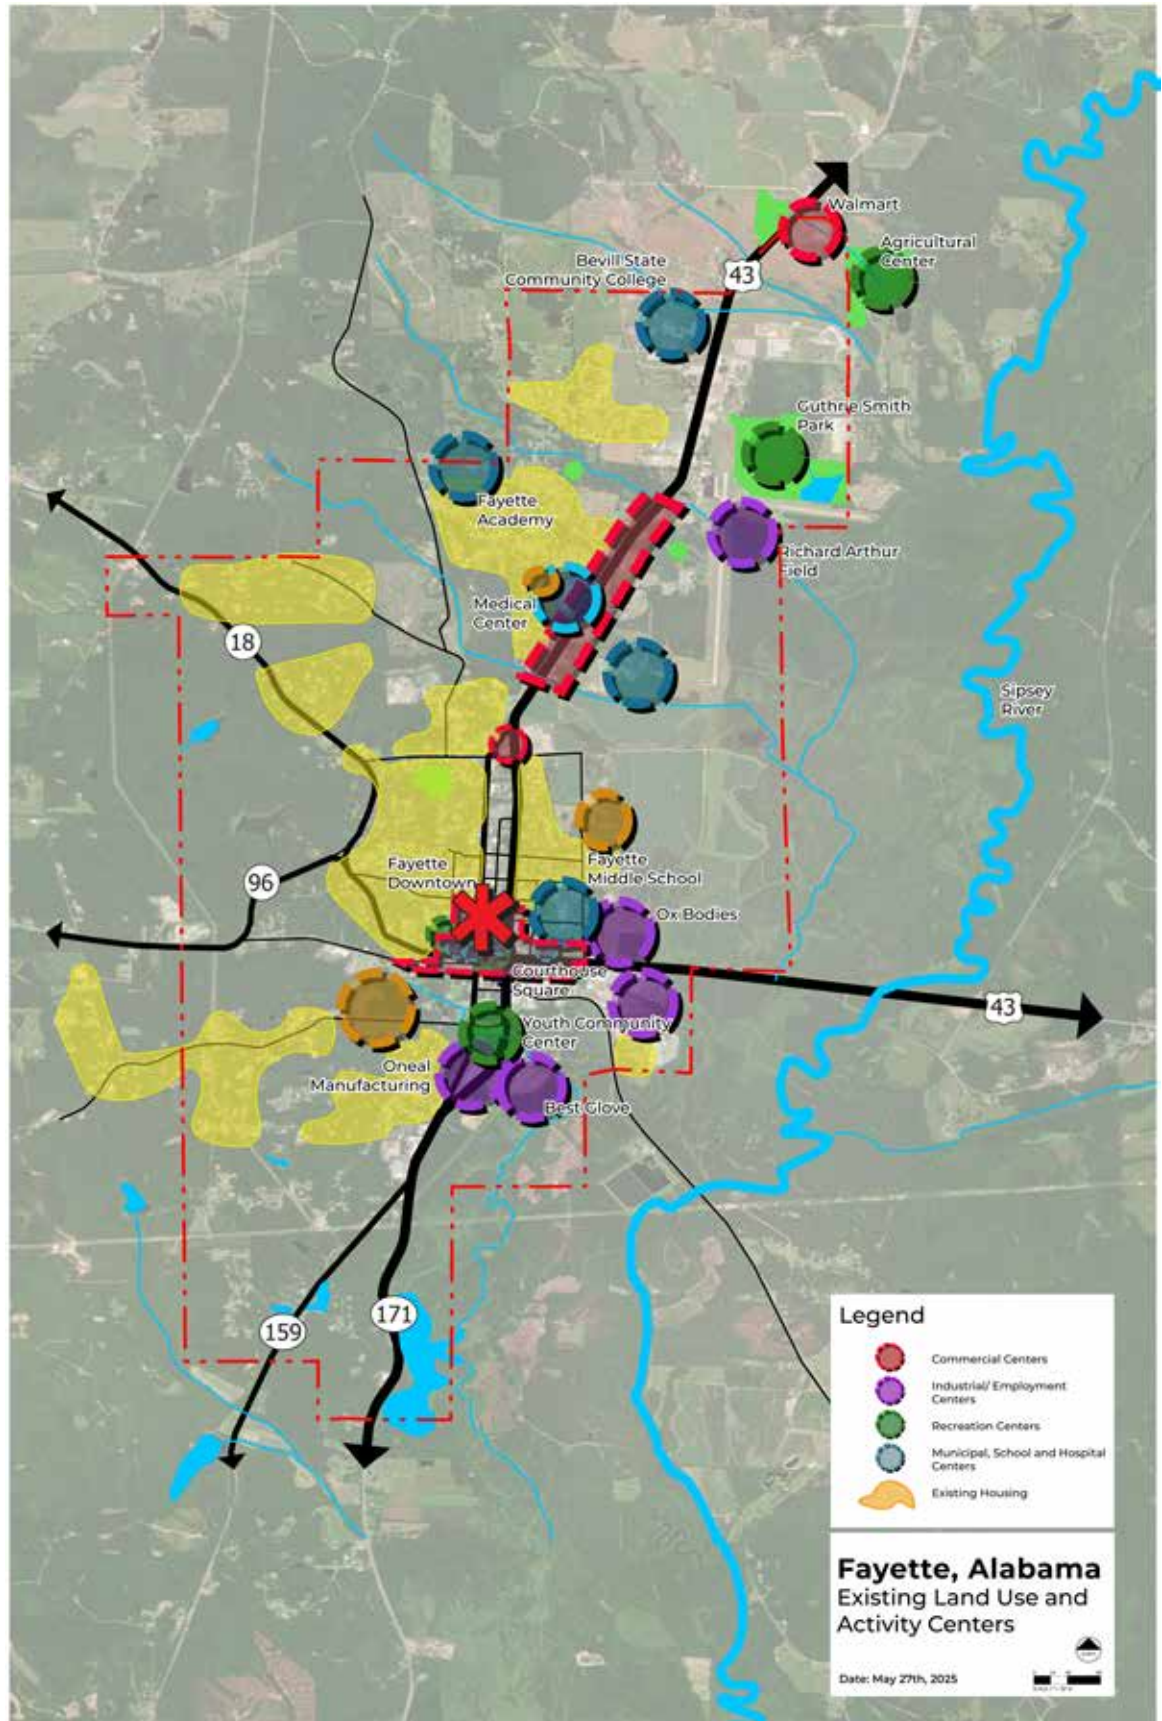 Walmart
Agricultural
Center
Bevill State
Community College
43
Guthrie Smith
Park
Fayette
Academy
Richard Arthur
Field
Medical
Center
18
Sipsey
River
Fayette
Downtown
Fayette
Middle School
96
Ox Bodies
Courthouse
Square
43
Youth Community
Center
Oneal
Manufacturing
Best Glove
171
159
Legend
Commercial Centers
Industrial/ Employment
Centers
Recreation Centers
Municipal, School and Hospital
Centers
Existing Housing
Fayette, Alabama
Existing Land Use and
Activity Centers
Date: May 27th, 2025